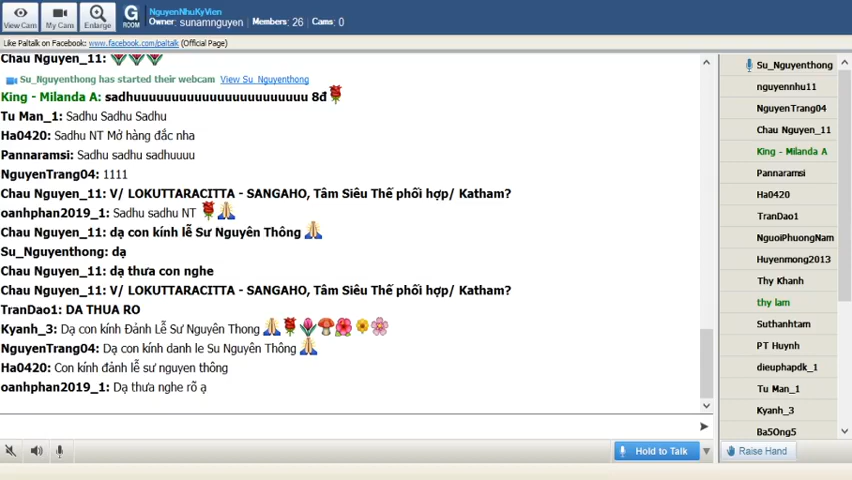 NguyenNhuKyVien
Owner: sunamnguyen Members: 26 Cams: 0
View Cam My Cam Enlarge G ROOM
Like Paltalk on Facebook: www.facebook.com/paltalk (Official Page)
Chau Nguyen_11:
Su_Nguyenthong has started their webcam View Su_Nguyenthong
King - Milanda A: sadhuuuuuuuuuuuuuuuuuuuuuuu 8đ
Tu Man_1: Sadhu Sadhu Sadhu
Ha0420: Sadhu NT Mở hàng đắc nha
Pannaramsi: Sadhu sadhu sadhuuuu
NguyenTrang04: 1111
Chau Nguyen_11: V/ LOKUTTARACITTA - SANGAHO, Tâm Siêu Thế phối hợp/ Katham?
oanhphan2019_1: Sadhu sadhu NT
Chau Nguyen_11: dạ con kính lễ Sư Nguyên Thông
Su_Nguyenthong: dạ
Chau Nguyen_11: dạ thưa con nghe
Chau Nguyen_11: V/ LOKUTTARACITTA - SANGAHO, Tâm Siêu Thế phối hợp/ Katham?
TranDao1: DA THUA RO
Kyanh_3: Dạ con kính Đảnh Lễ Sư Nguyên Thong
NguyenTrang04: Dạ con kính danh le Su Nguyên Thông
Ha0420: Con kính đảnh lễ sư nguyen thông
oanhphan2019_1: Dạ thưa nghe rõ ạ
Hold to Talk
Su_Nguyenthong
nguyennhu11
NguyenTrang04
Chau Nguyen_11
King - Milanda A
Pannaramsi
Ha0420
TranDao1
NguoiPhuongNam
Huyenmong2013
Thy Khanh
thy lam
Suthanhtam
PT Huynh
dieuphapdk_1
Tu Man_1
Kyanh_3
Ba5Ong5
Raise Hand